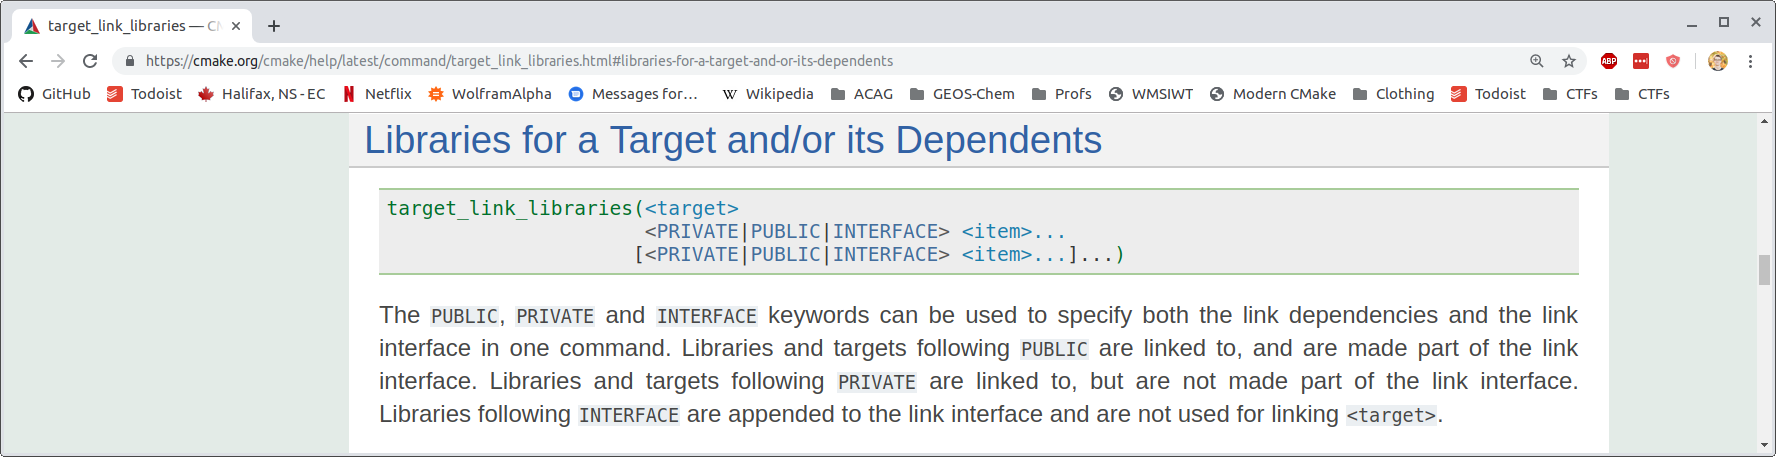 target_link_libraries — CM
https://cmake.org/cmake/help/latest/command/target_link_libraries.html#libraries-for-a-target-and-or-its-dependents
ABP
GitHub Todoist Halifax, NS - EC Netflix WolframAlpha Messages for... Wikipedia ACAG GEOS-Chem Profs WMSIWT Modern CMake Clothing Todoist CTFs CTFs
Libraries for a Target and/or its Dependents
target_link_libraries(<target>
<PRIVATE|PUBLIC|INTERFACE> <item>...
[<PRIVATE|PUBLIC|INTERFACE> <item>...]...)
The PUBLIC, PRIVATE and INTERFACE keywords can be used to specify both the link dependencies and the link
interface in one command. Libraries and targets following PUBLIC are linked to, and are made part of the link
interface. Libraries and targets following PRIVATE are linked to, but are not made part of the link interface.
Libraries following INTERFACE are appended to the link interface and are not used for linking <target>.